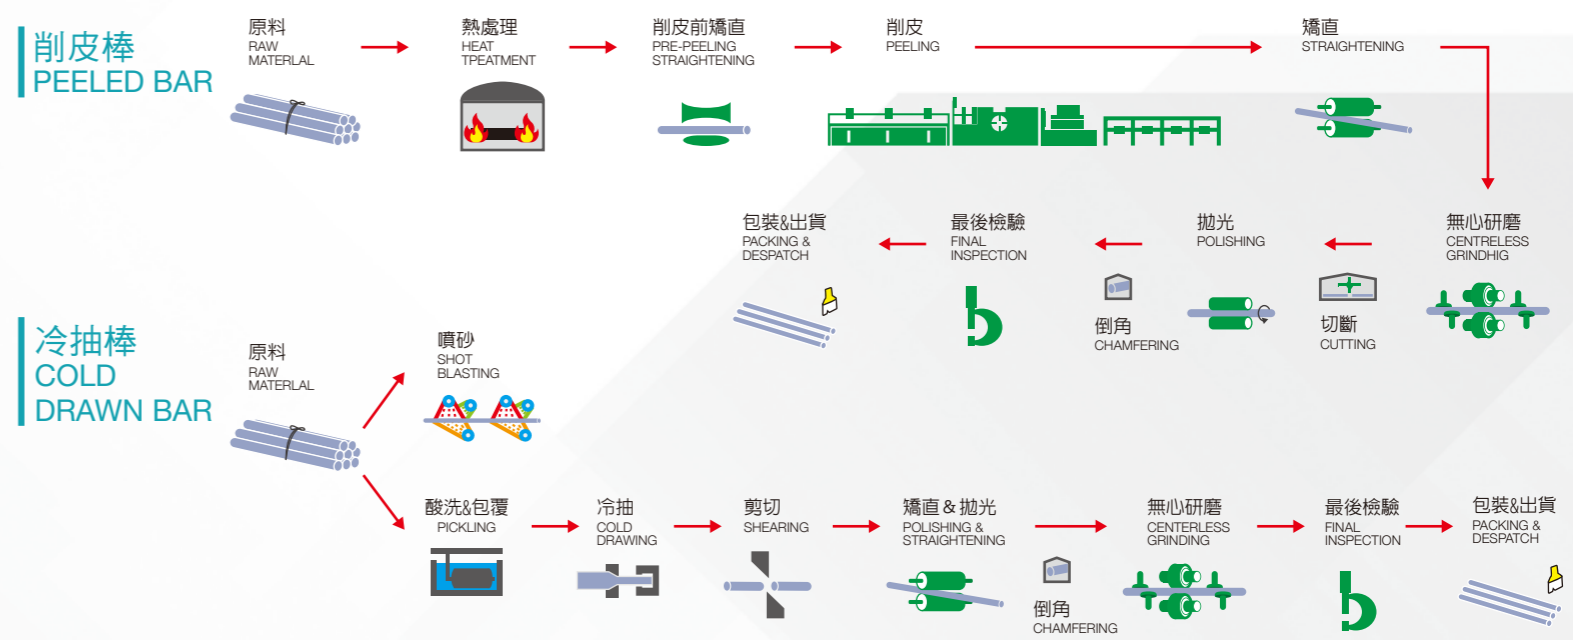 削皮棒
PEELED BAR
原料
RAW
MATERLAL
熱處理
HEAT
TPEATMENT
削皮前矯直
PRE-PEELING
STRAIGHTENING
削皮
PEELING
矯直
STRAIGHTENING
無心研磨
CENTRELESS
GRINDHIG
切斷
CUTTING
拋光
POLISHING
倒角
CHAMFERING
最後檢驗
FINAL
INSPECTION
包裝&出貨
PACKING &
DESPATCH
冷抽棒
COLD
DRAWN BAR
原料
RAW
MATERLAL
噴砂
SHOT
BLASTING
酸洗&包覆
PICKLING
冷抽
COLD
DRAWING
剪切
SHEARING
矯直&拋光
POLISHING &
STRAIGHTENING
倒角
CHAMFERING
無心研磨
CENTERLESS
GRINDING
最後檢驗
FINAL
INSPECTION
包裝&出貨
PACKING &
DESPATCH